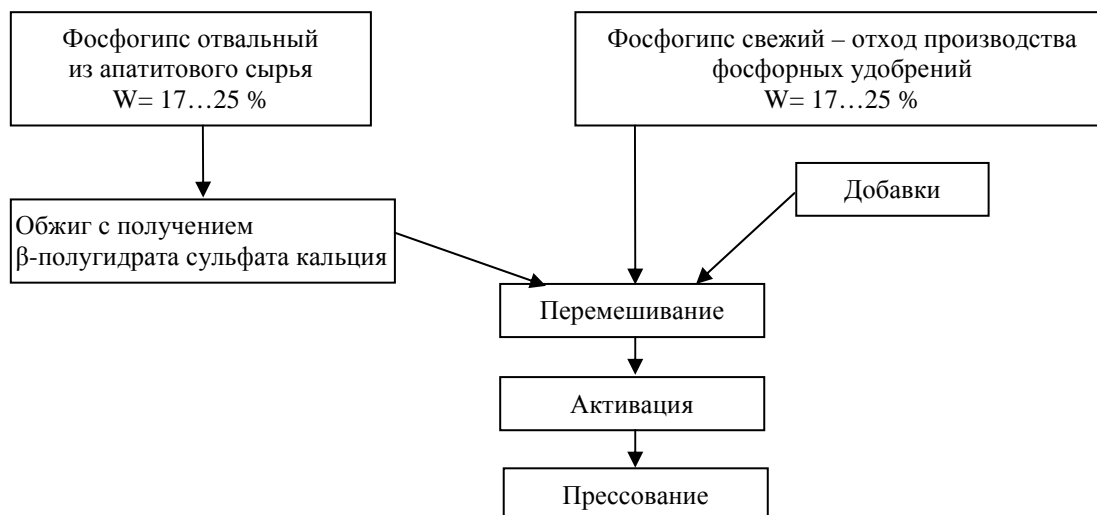 Фосфогипс отвальный
из апатитового сырья
W= 17…25 %
Фосфогипс свежий – отход производства
фосфорных удобрений
W= 17…25 %
Добавки
Обжиг с получением
β-полугидрата сульфата кальция
Перемешивание
Активация
Прессование